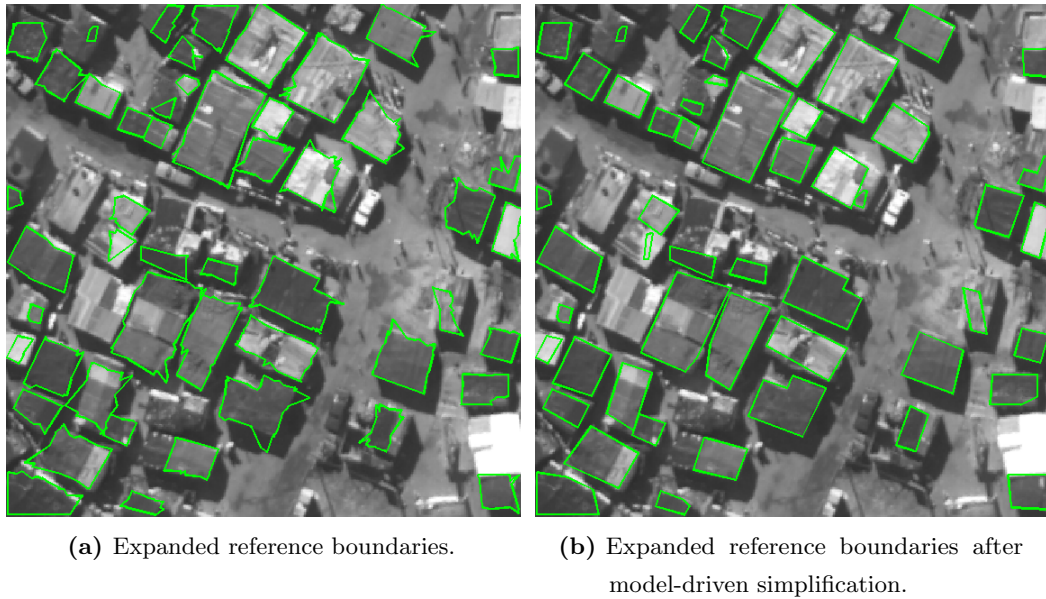 (a) Expanded reference boundaries.
(b) Expanded reference boundaries after
model-driven simplification.